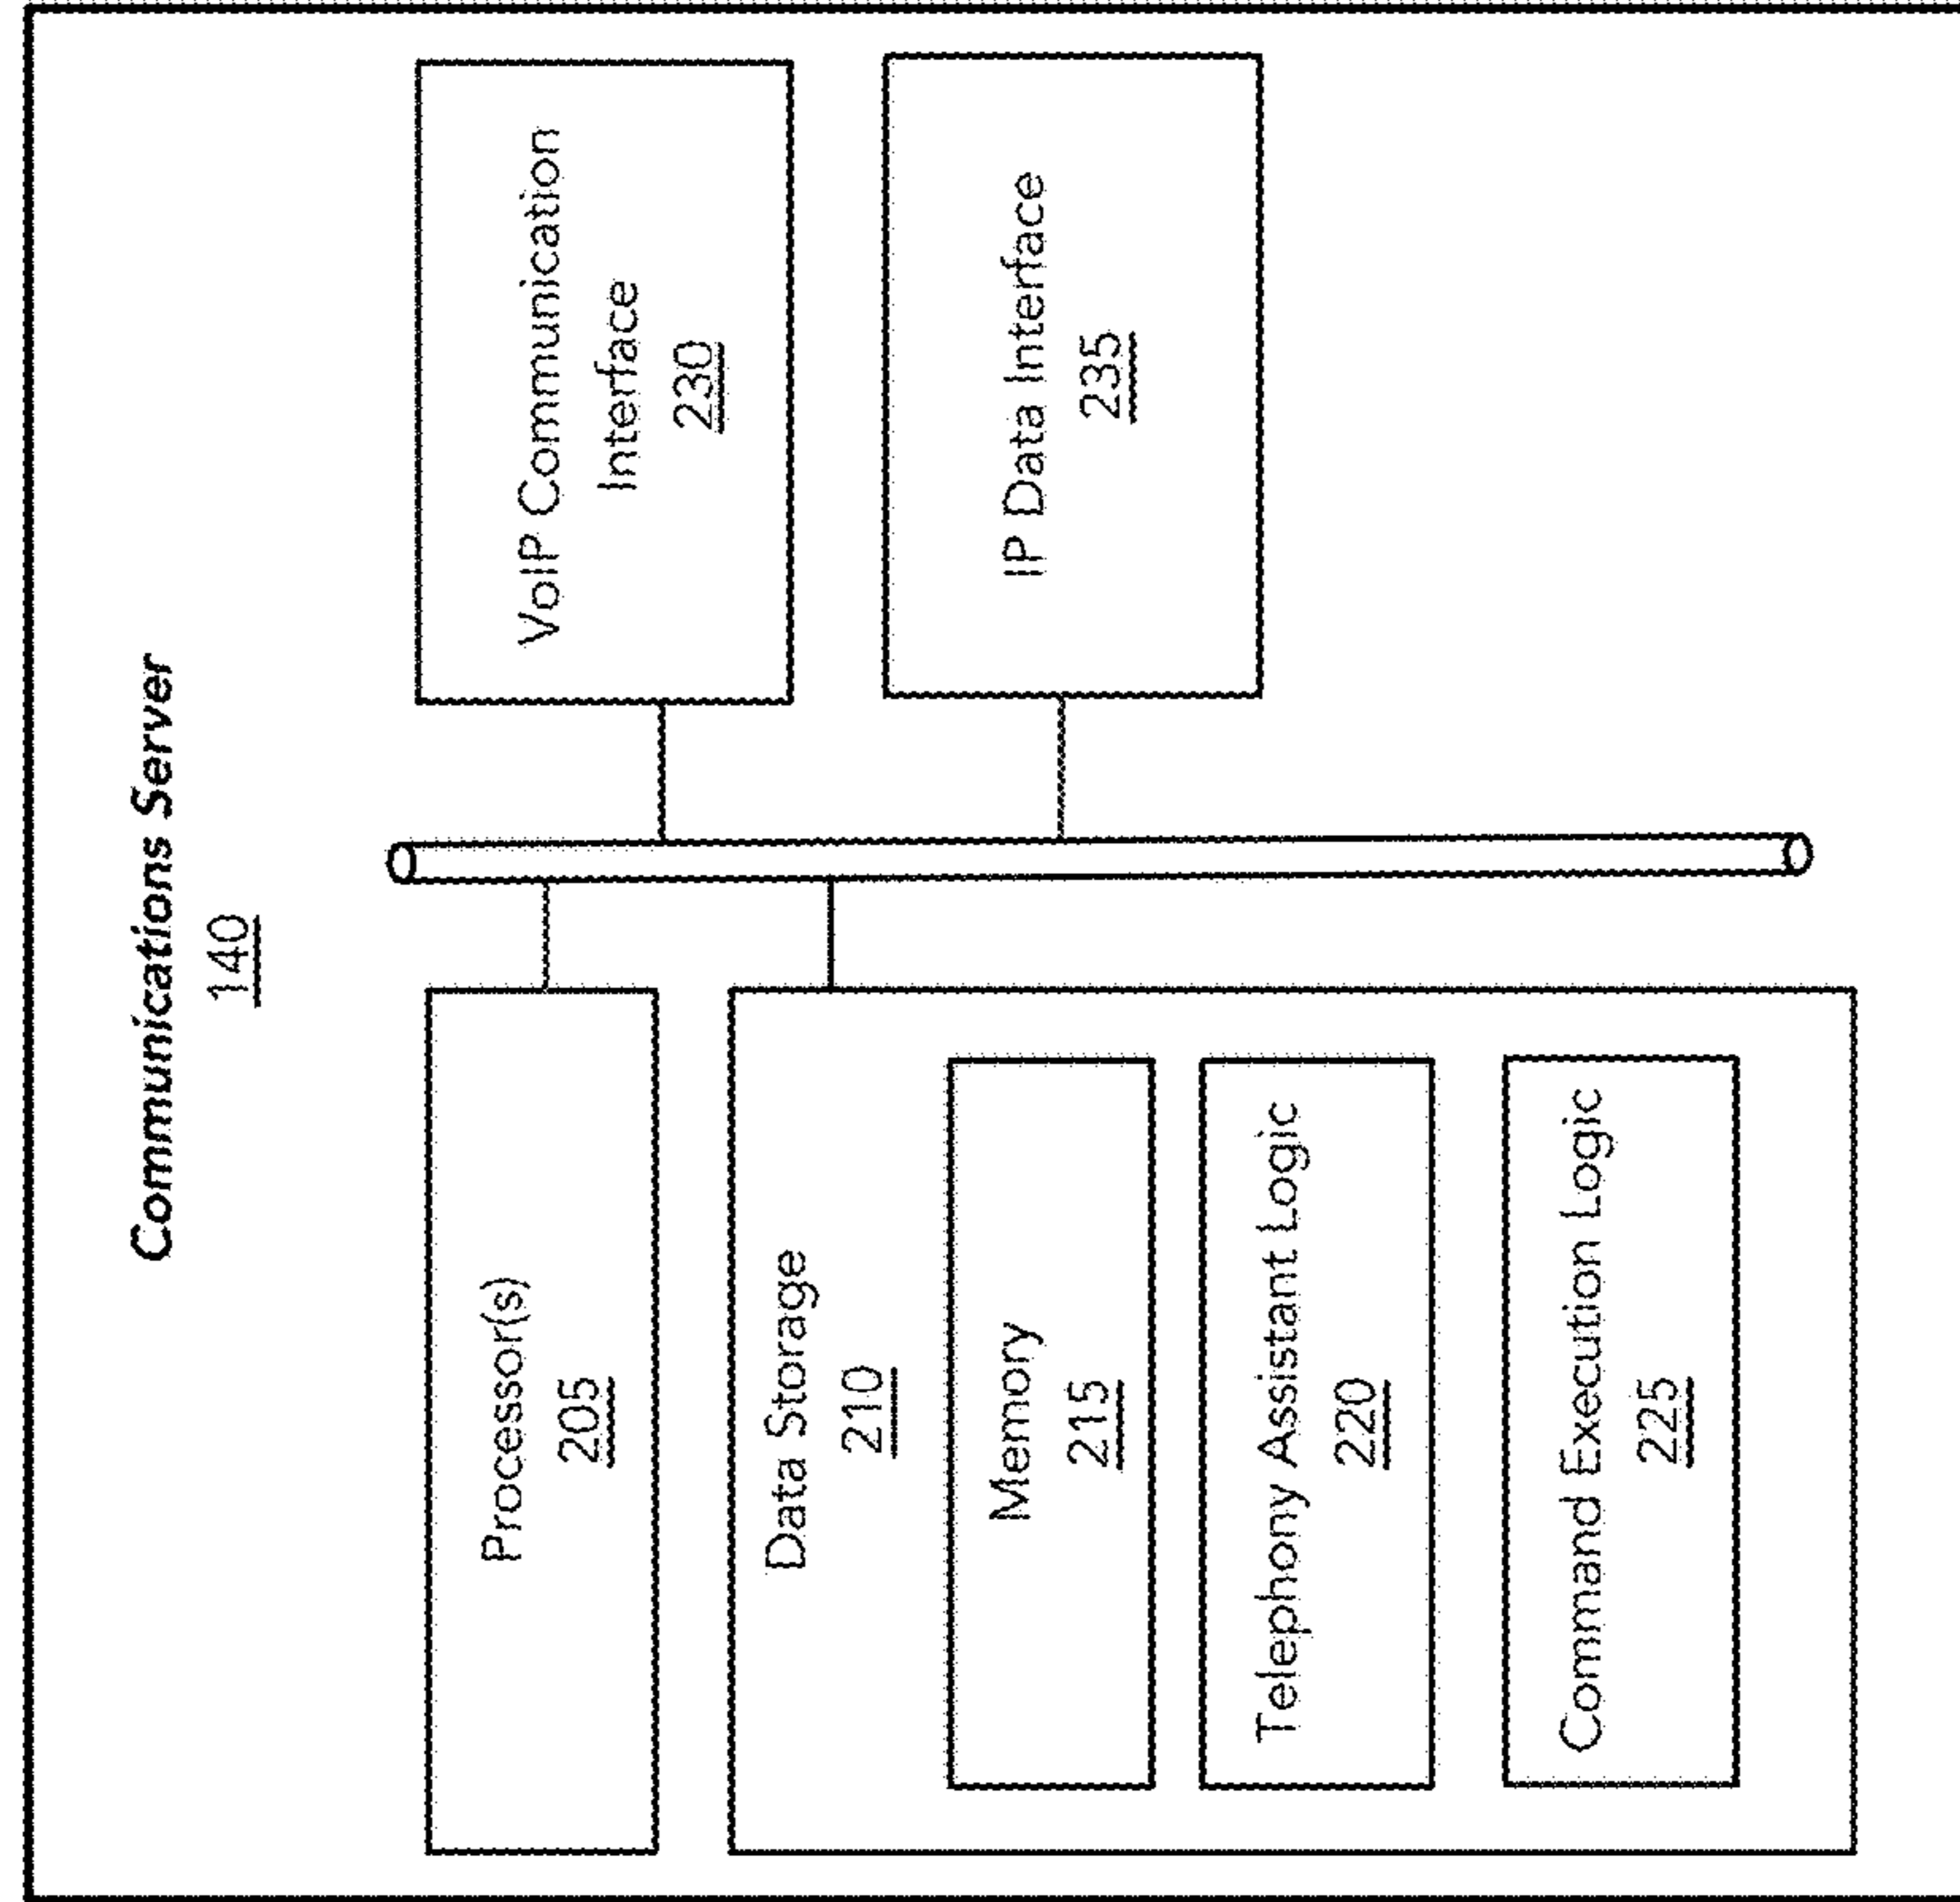 Communications Server
140
Processor(s)
205
Data Storage
210
Memory
215
Telephony Assistant Logic
220
Command Execution Logic
225
VoIP Communication
Interface
230
IP Data Interface
235